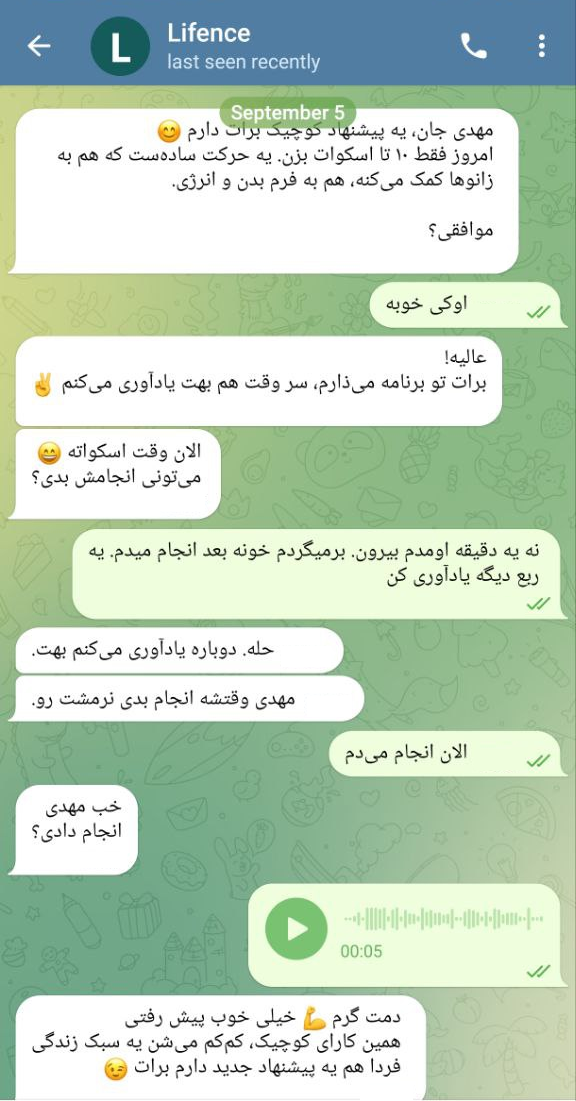 Lifence
last seen recently
September 5
مهدی جان، یه پیشنهاد کوچیک برات دارم 😊
امروز فقط ۱۰ تا اسکوات بزن. یه حرکت ساده‌ست که هم به
زانوها کمک می‌کنه، هم به فرم بدن و انرژی.
موافقی؟
اوکی خوبه
عالیه!
برات تو برنامه می‌ذارم، سر وقت هم بهت یادآوری می‌کنم ✌️
الان وقت اسکواته 😄
می‌تونی انجامش بدی؟
نه یه دقیقه اومدم بیرون. برمیگردم خونه بعد انجام میدم. یه
ربع دیگه یادآوری کن
حله. دوباره یادآوری می‌کنم بهت.
مهدی وقتشه انجام بدی نرمشت رو.
الان انجام می‌دم
خب مهدی
انجام دادی؟
00:05
دمت گرم 💪 خیلی خوب پیش رفتی
همین کارای کوچیک، کم‌کم می‌شن یه سبک زندگی
فردا هم یه پیشنهاد جدید دارم برات 😉
L